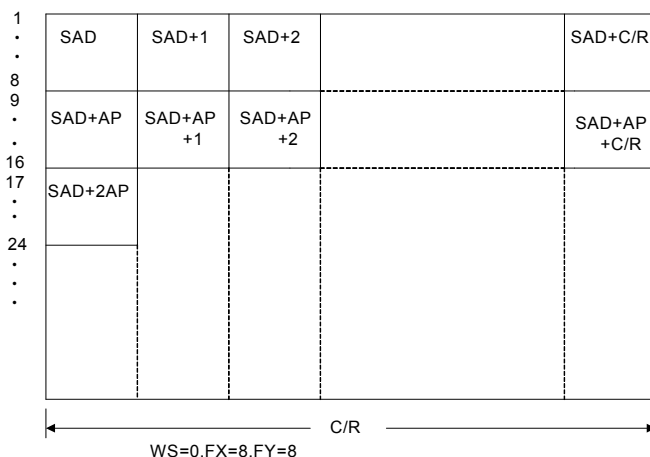 1
SAD SAD+1 SAD+2 SAD+C/R
8
9
SAD+AP SAD+AP SAD+AP SAD+AP
+1 +2 +C/R
16
17
SAD+2AP
24
C/R
WS=0,FX=8,FY=8